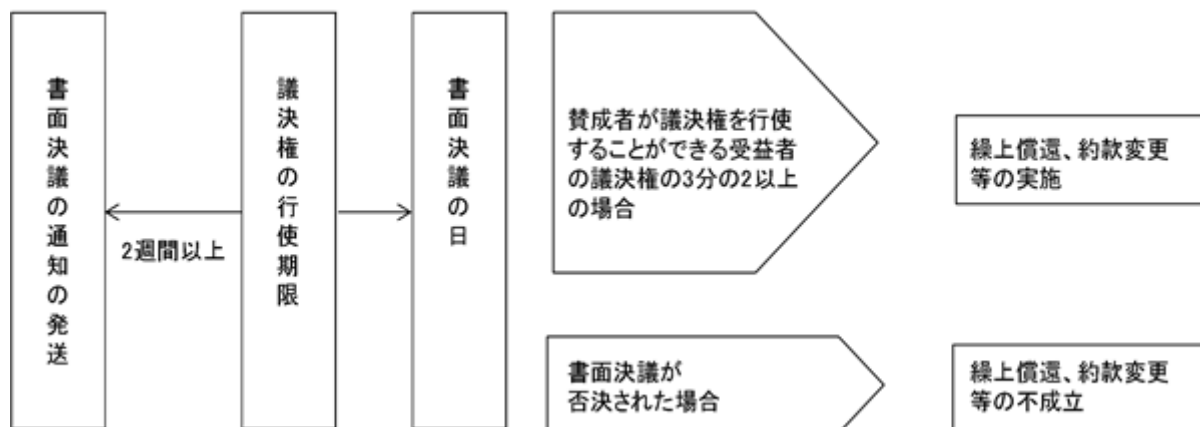 書面決議の通知の発送
2週間以上
議決権の行使期限
書面決議の日
賛成者が議決権を行使
することができる受益者
の議決権の3分の2以上
の場合
繰上償還、約款変更
等の実施
書面決議が
否決された場合
繰上償還、約款変更
等の不成立